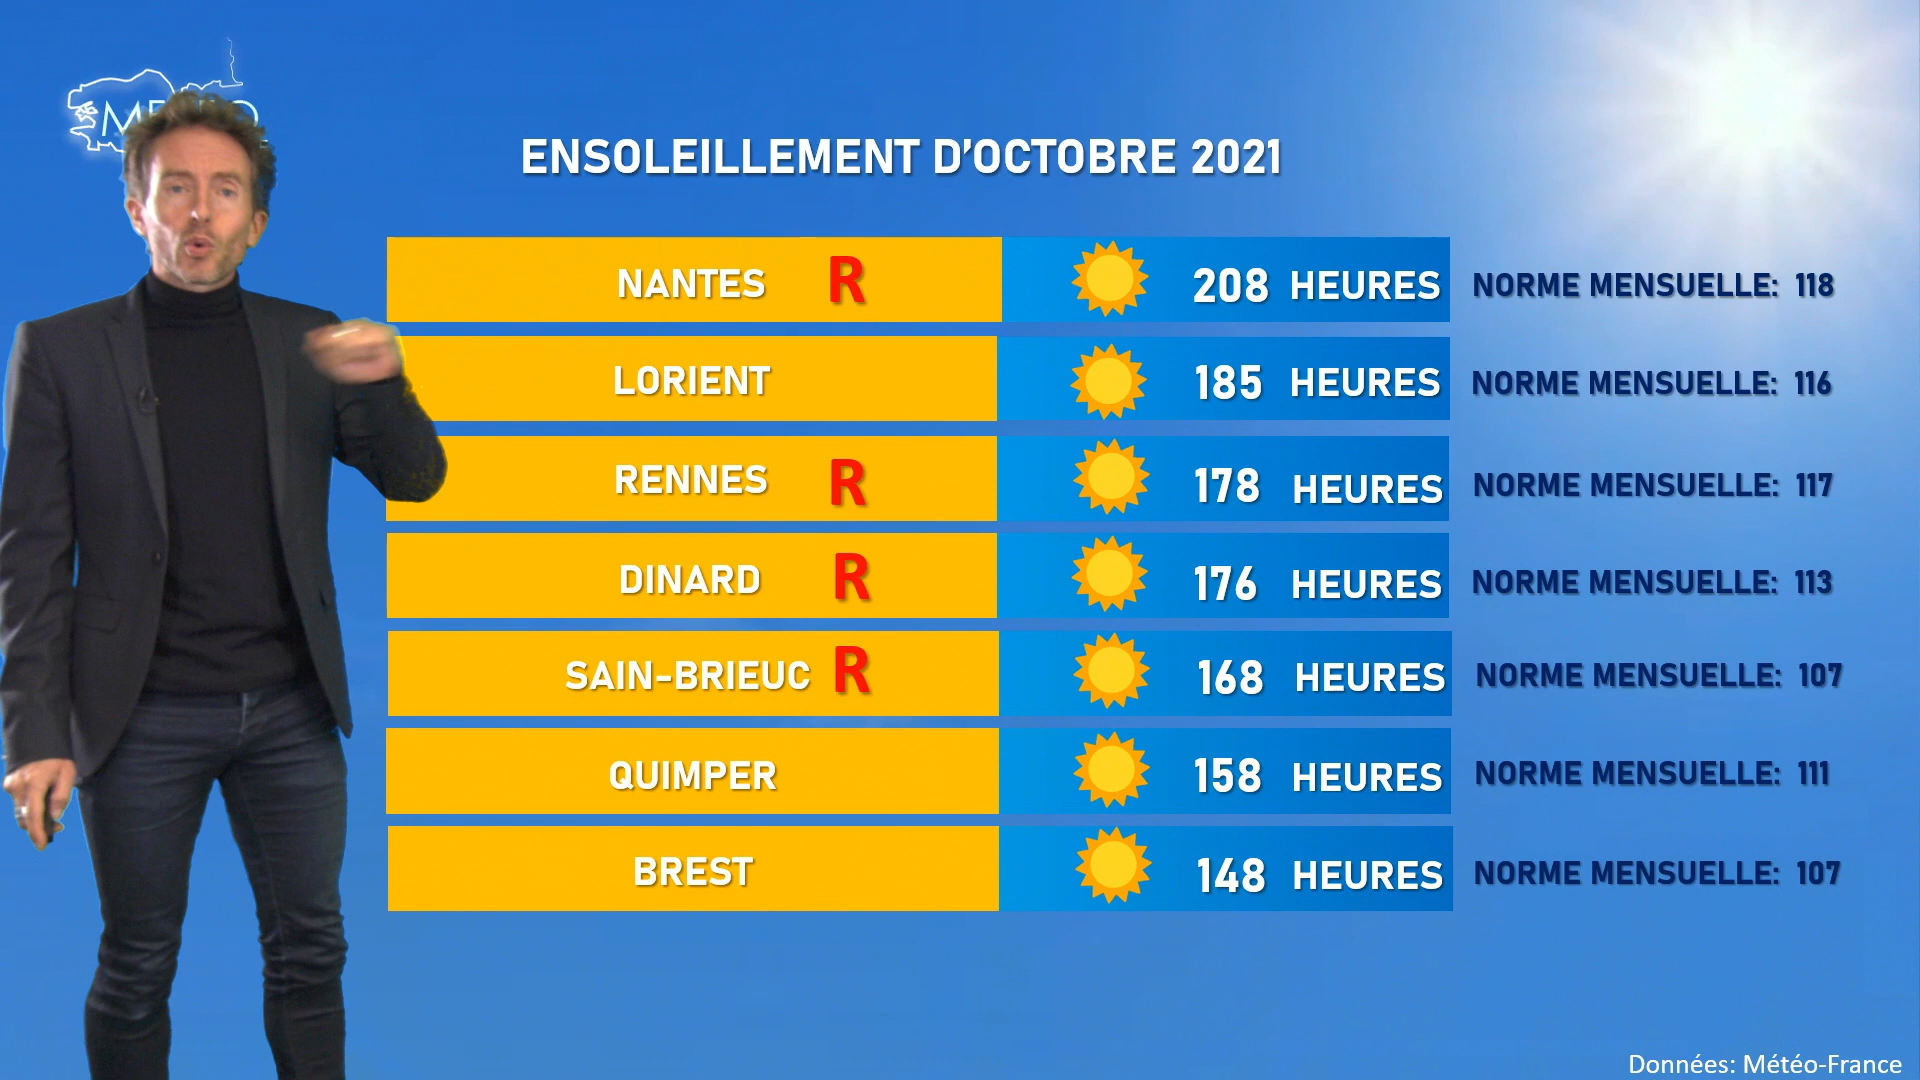 ENSOLEILLEMENT D'OCTOBRE 2021
NANTES R 208 HEURES NORME MENSUELLE: 118
LORIENT 185 HEURES NORME MENSUELLE: 116
RENNES R 178 HEURES NORME MENSUELLE: 117
DINARD R 176 HEURES NORME MENSUELLE: 113
SAIN-BRIEUC R 168 HEURES NORME MENSUELLE: 107
QUIMPER 158 HEURES NORME MENSUELLE: 111
BREST 148 HEURES NORME MENSUELLE: 107
Données: Météo-France